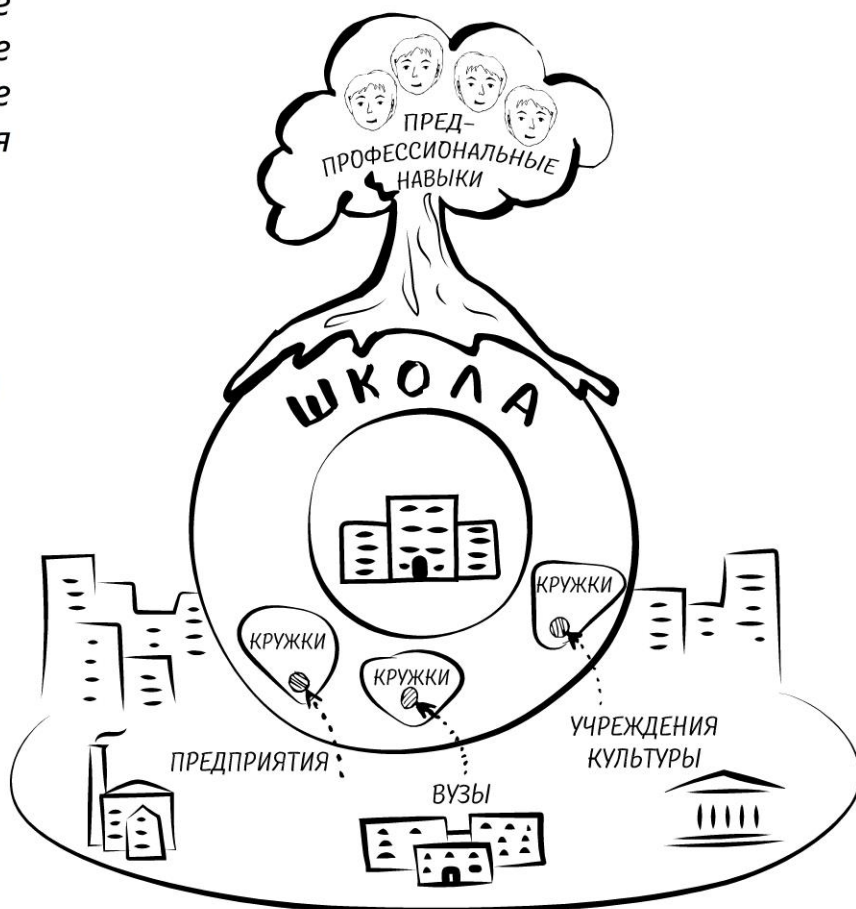 е
е
е
я
ПРЕД-
ПРОФЕССИОНАЛЬНЫЕ
НАВЫКИ
ШКОЛА
КРУЖКИ
КРУЖКИ
КРУЖКИ
УЧРЕЖДЕНИЯ
КУЛЬТУРЫ
ПРЕДПРИЯТИЯ
ВУЗЫ